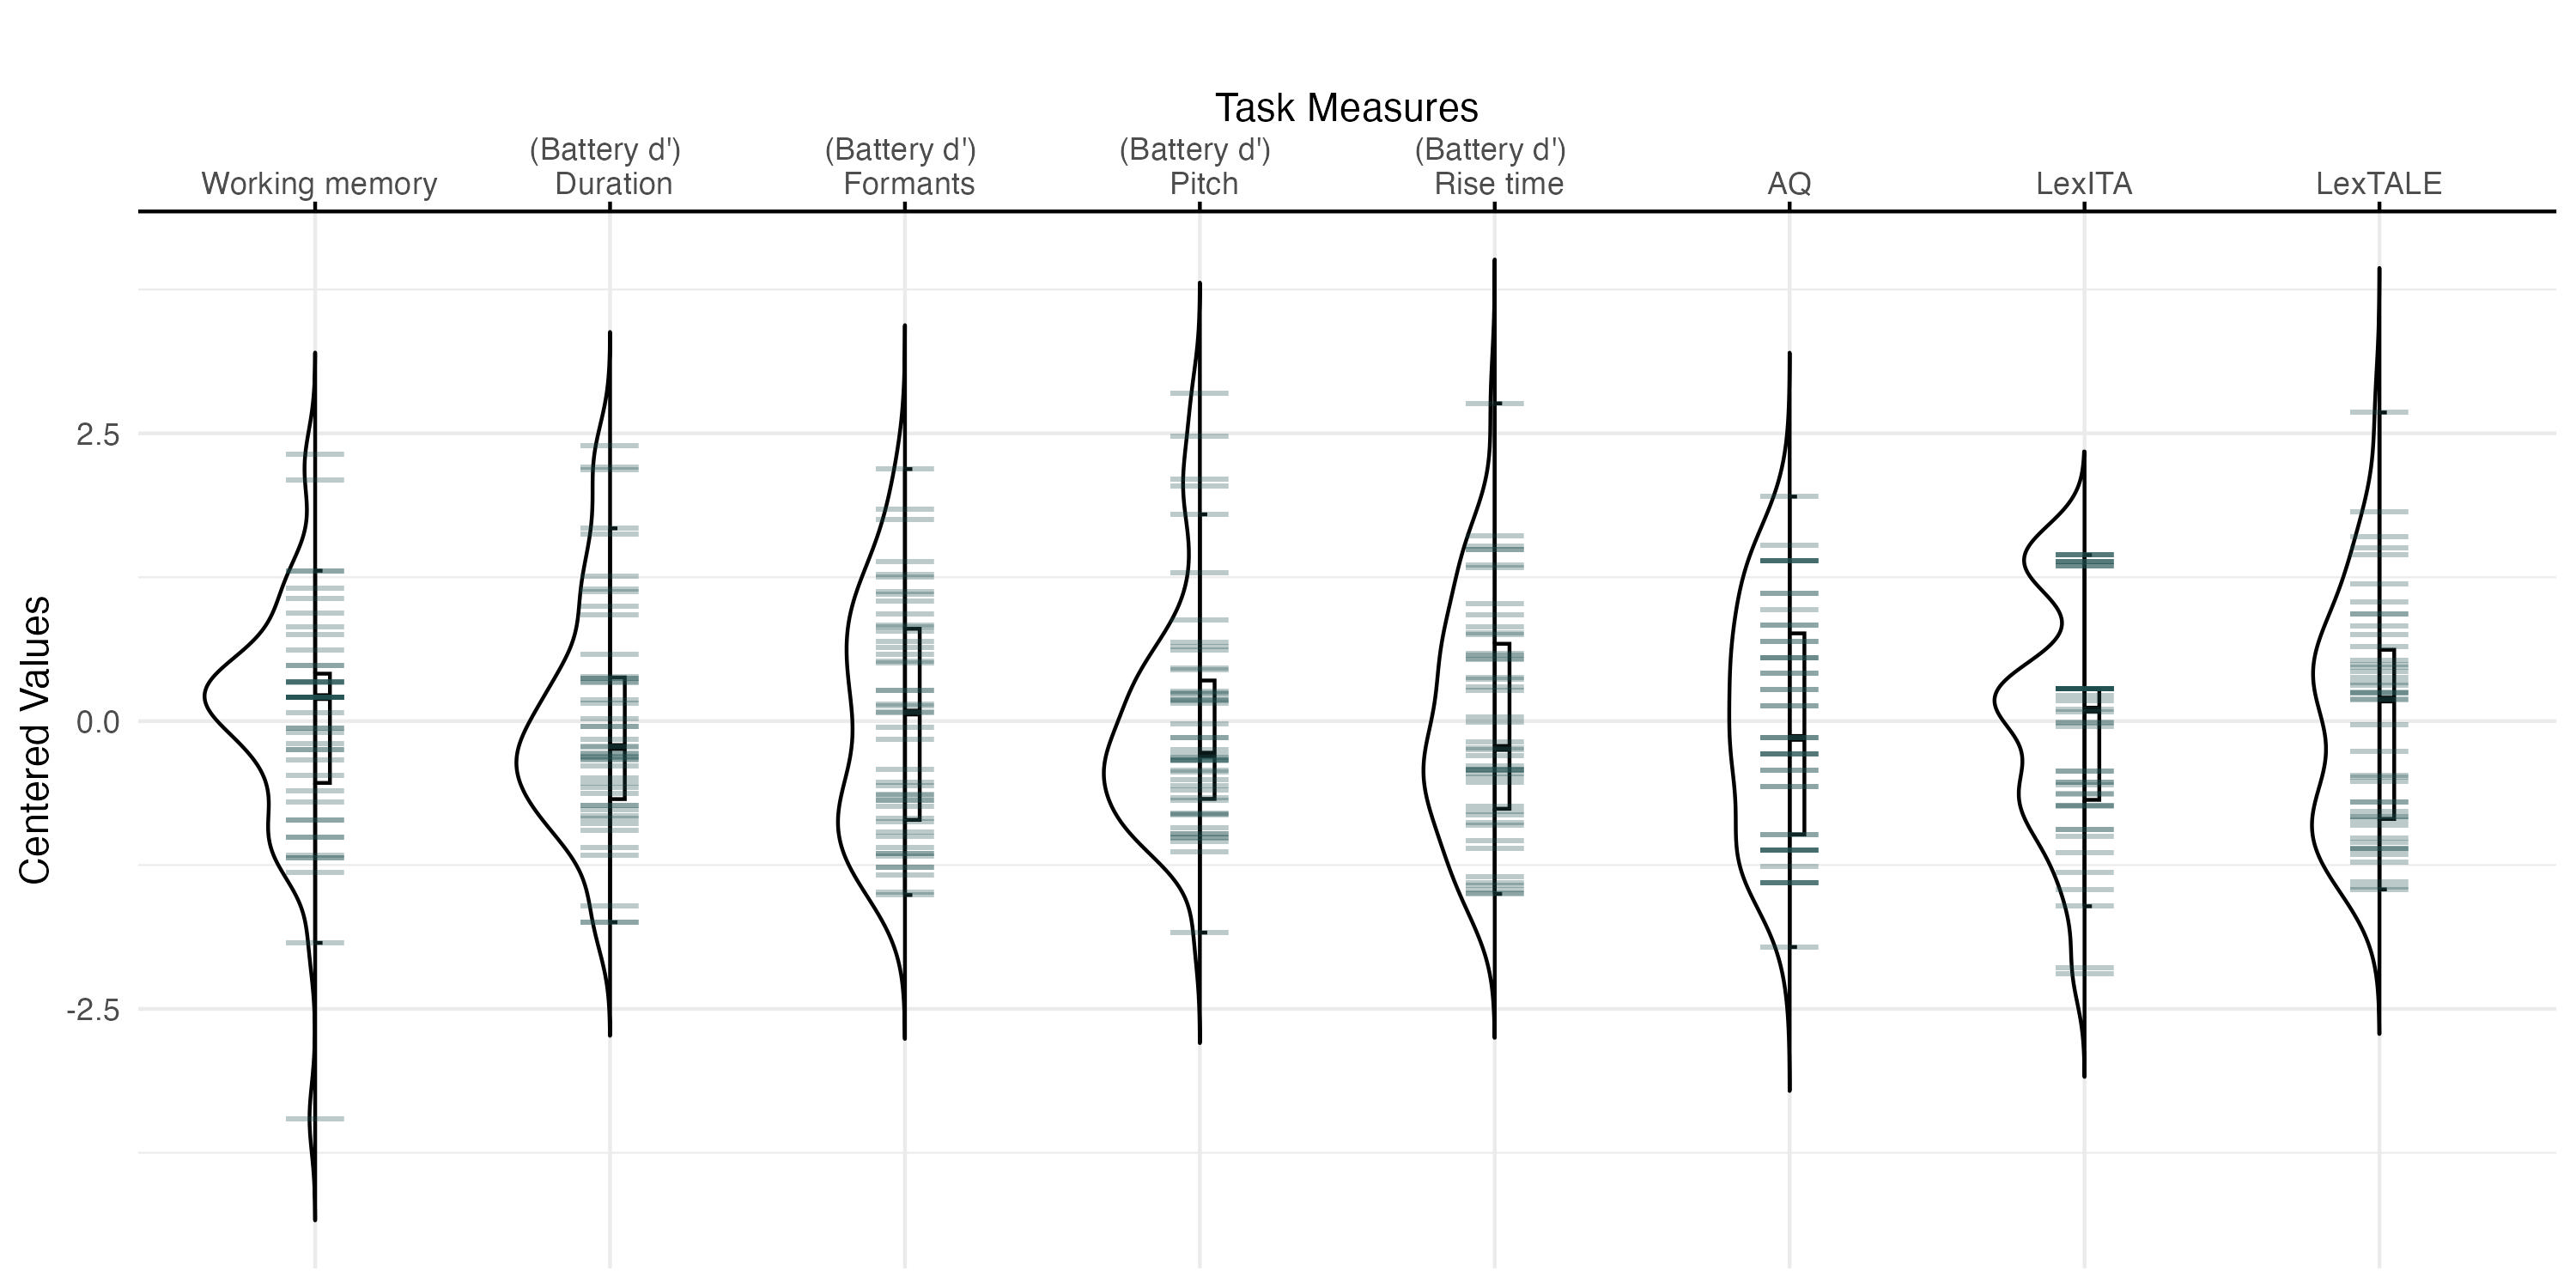 Task Measures
(Battery d') (Battery d') (Battery d') (Battery d')
Working memory Duration Formants Pitch Rise time AQ LexITA LexTALE
2.5
0.0
-2.5
Centered Values